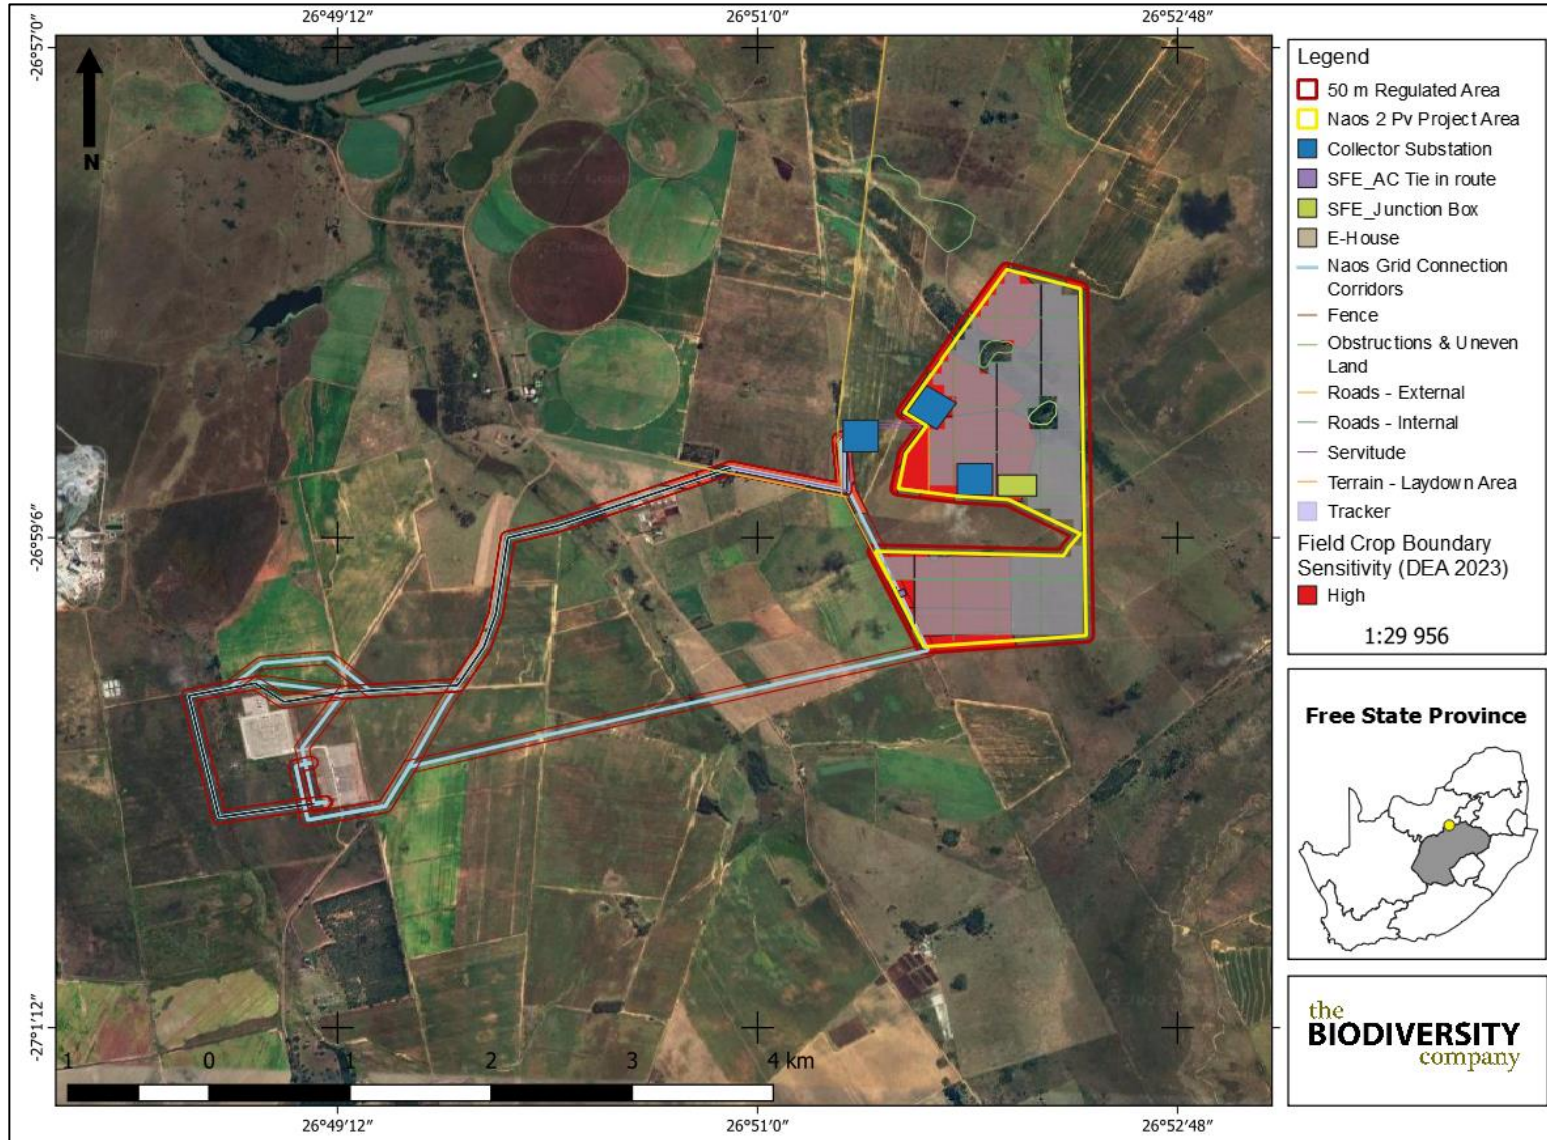 26°49'12" 26°51'0" 26°52'48"
-26°57'0"
-26°59'6"
-27°1'12"
N
1 0 1 2 3 4 km
26°49'12" 26°51'0" 26°52'48"
Legend
50 m Regulated Area
Naos 2 Pv Project Area
Collector Substation
SFE_AC Tie in route
SFE_Junction Box
E-House
Naos Grid Connection
Corridors
Fence
Obstructions & Uneven
Land
Roads - External
Roads - Internal
Servitude
Terrain - Laydown Area
Tracker
Field Crop Boundary
Sensitivity (DEA 2023)
High
1:29 956
Free State Province
the
BIODIVERSITY
company